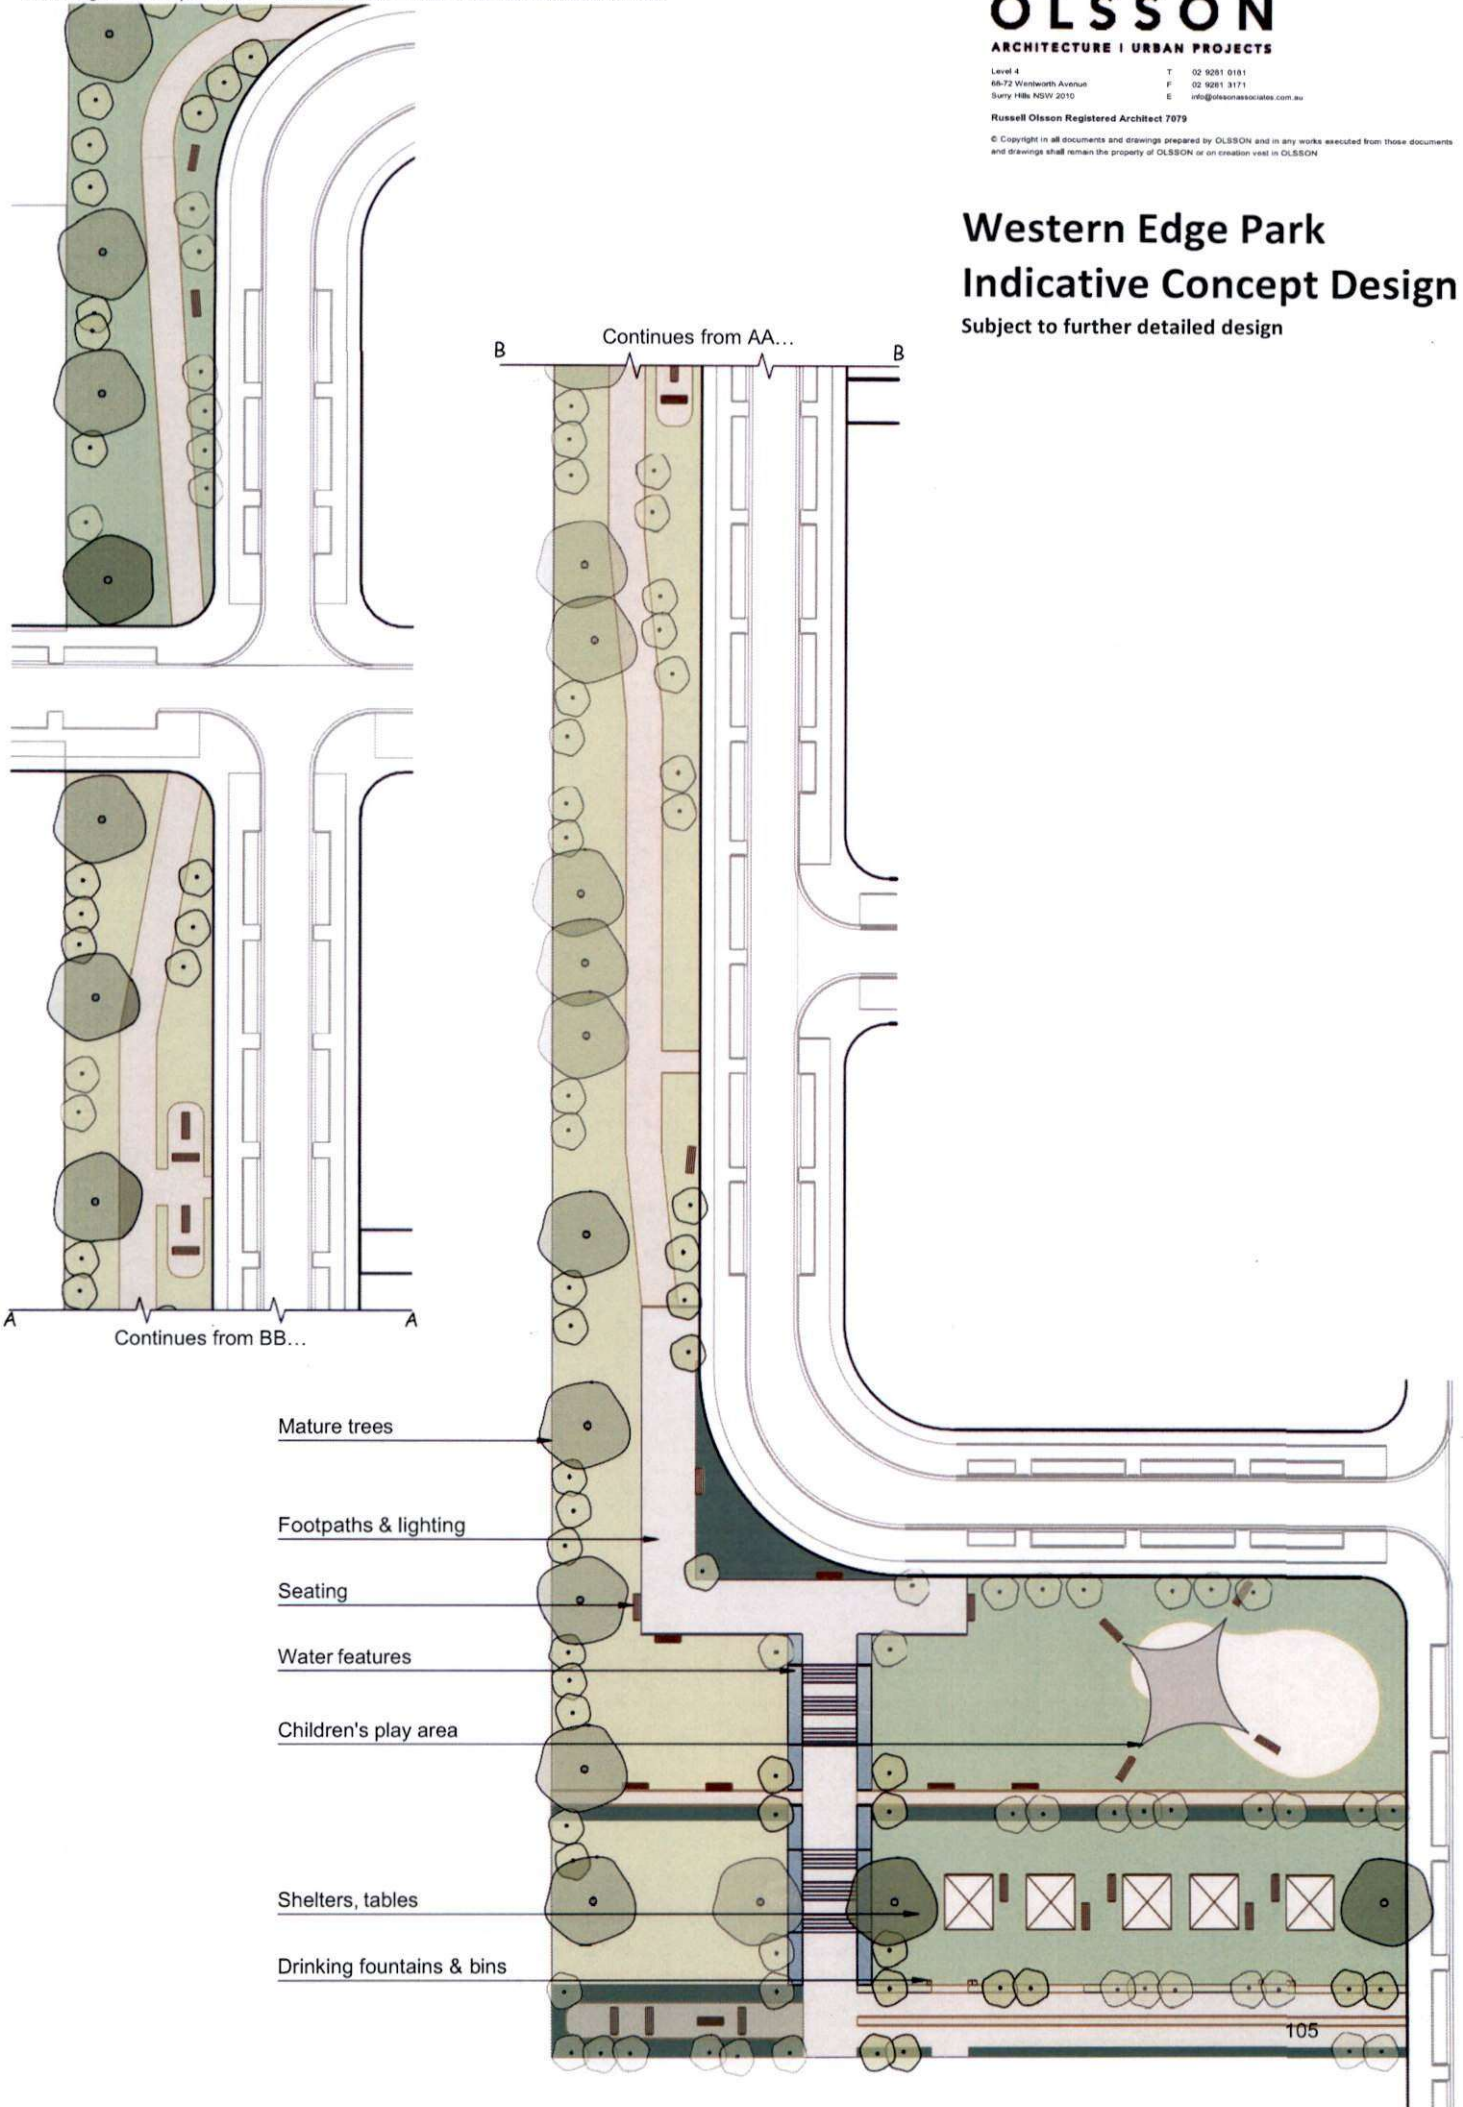 OLSSON
ARCHITECTURE | URBAN PROJECTS
Level 4
68-72 Wentworth Avenue
Surry Hills NSW 2010
T 02 9281 0181
F 02 9281 3171
E info@olssonassociates.com.au
Russell Olsson Registered Architect 7079
© Copyright in all documents and drawings prepared by OLSSON and in any works executed from those documents
and drawings shall remain the property of OLSSON or on creation vest in OLSSON
Western Edge Park
Indicative Concept Design
Subject to further detailed design
Continues from AA...
B B
A A
Continues from BB...
Mature trees
Footpaths & lighting
Seating
Water features
Children's play area
Shelters, tables
Drinking fountains & bins
105